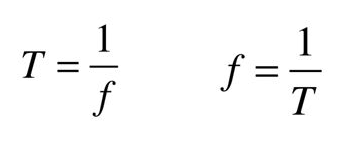 T = 1/f    f = 1/T